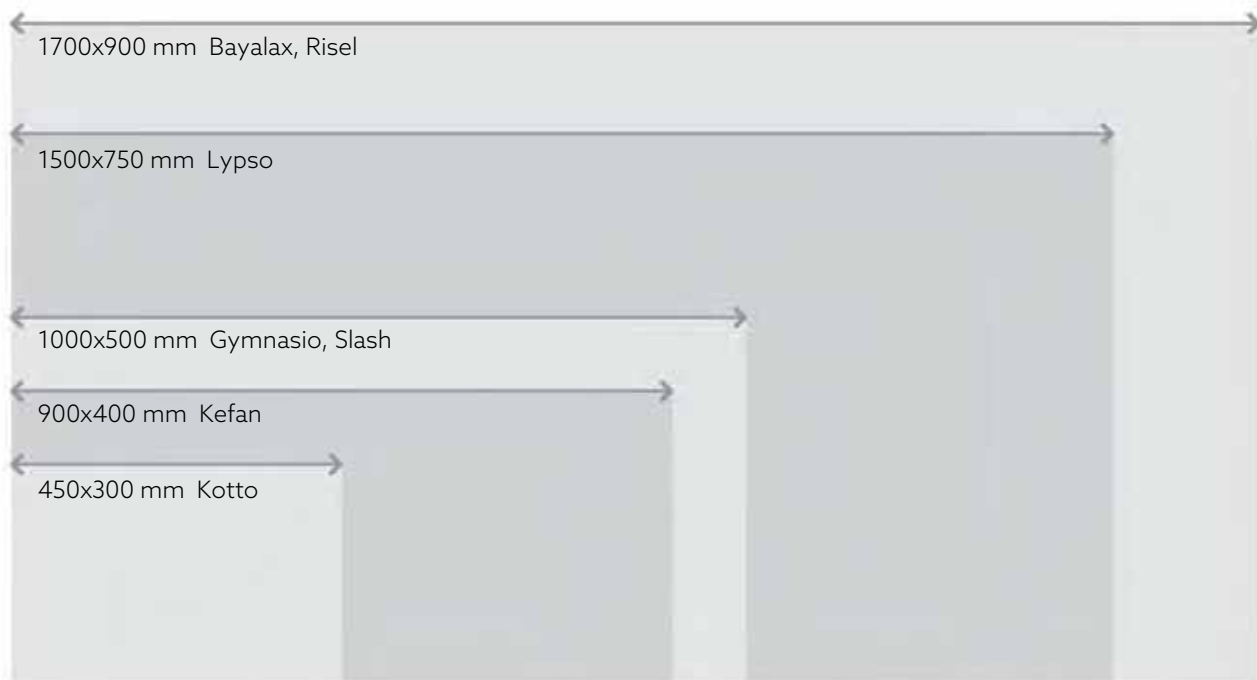 1700x900 mm Bayalax, Risel
1500x750 mm Lypso
1000x500 mm Gymnasio, Slash
900x400 mm Kefan
450x300 mm Kotto